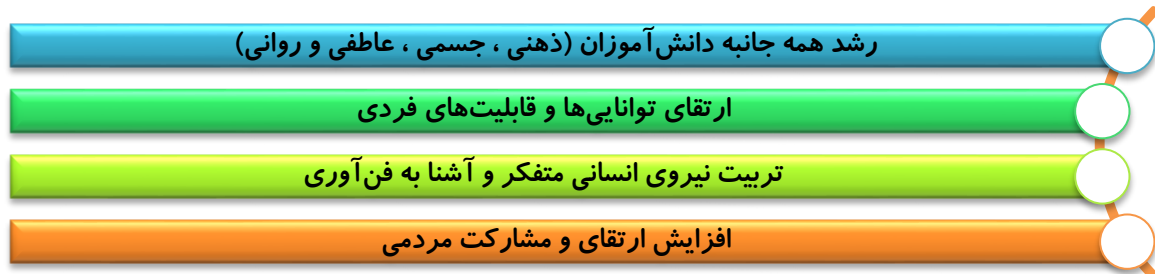 رشد همه جانبه دانش‌آموزان (ذهنی ، جسمی ، عاطفی و روانی)
ارتقای توانایی‌ها و قابلیت‌های فردی
تربیت نیروی انسانی متفکر و آشنا به فن‌آوری
افزایش ارتقای و مشارکت مردمی